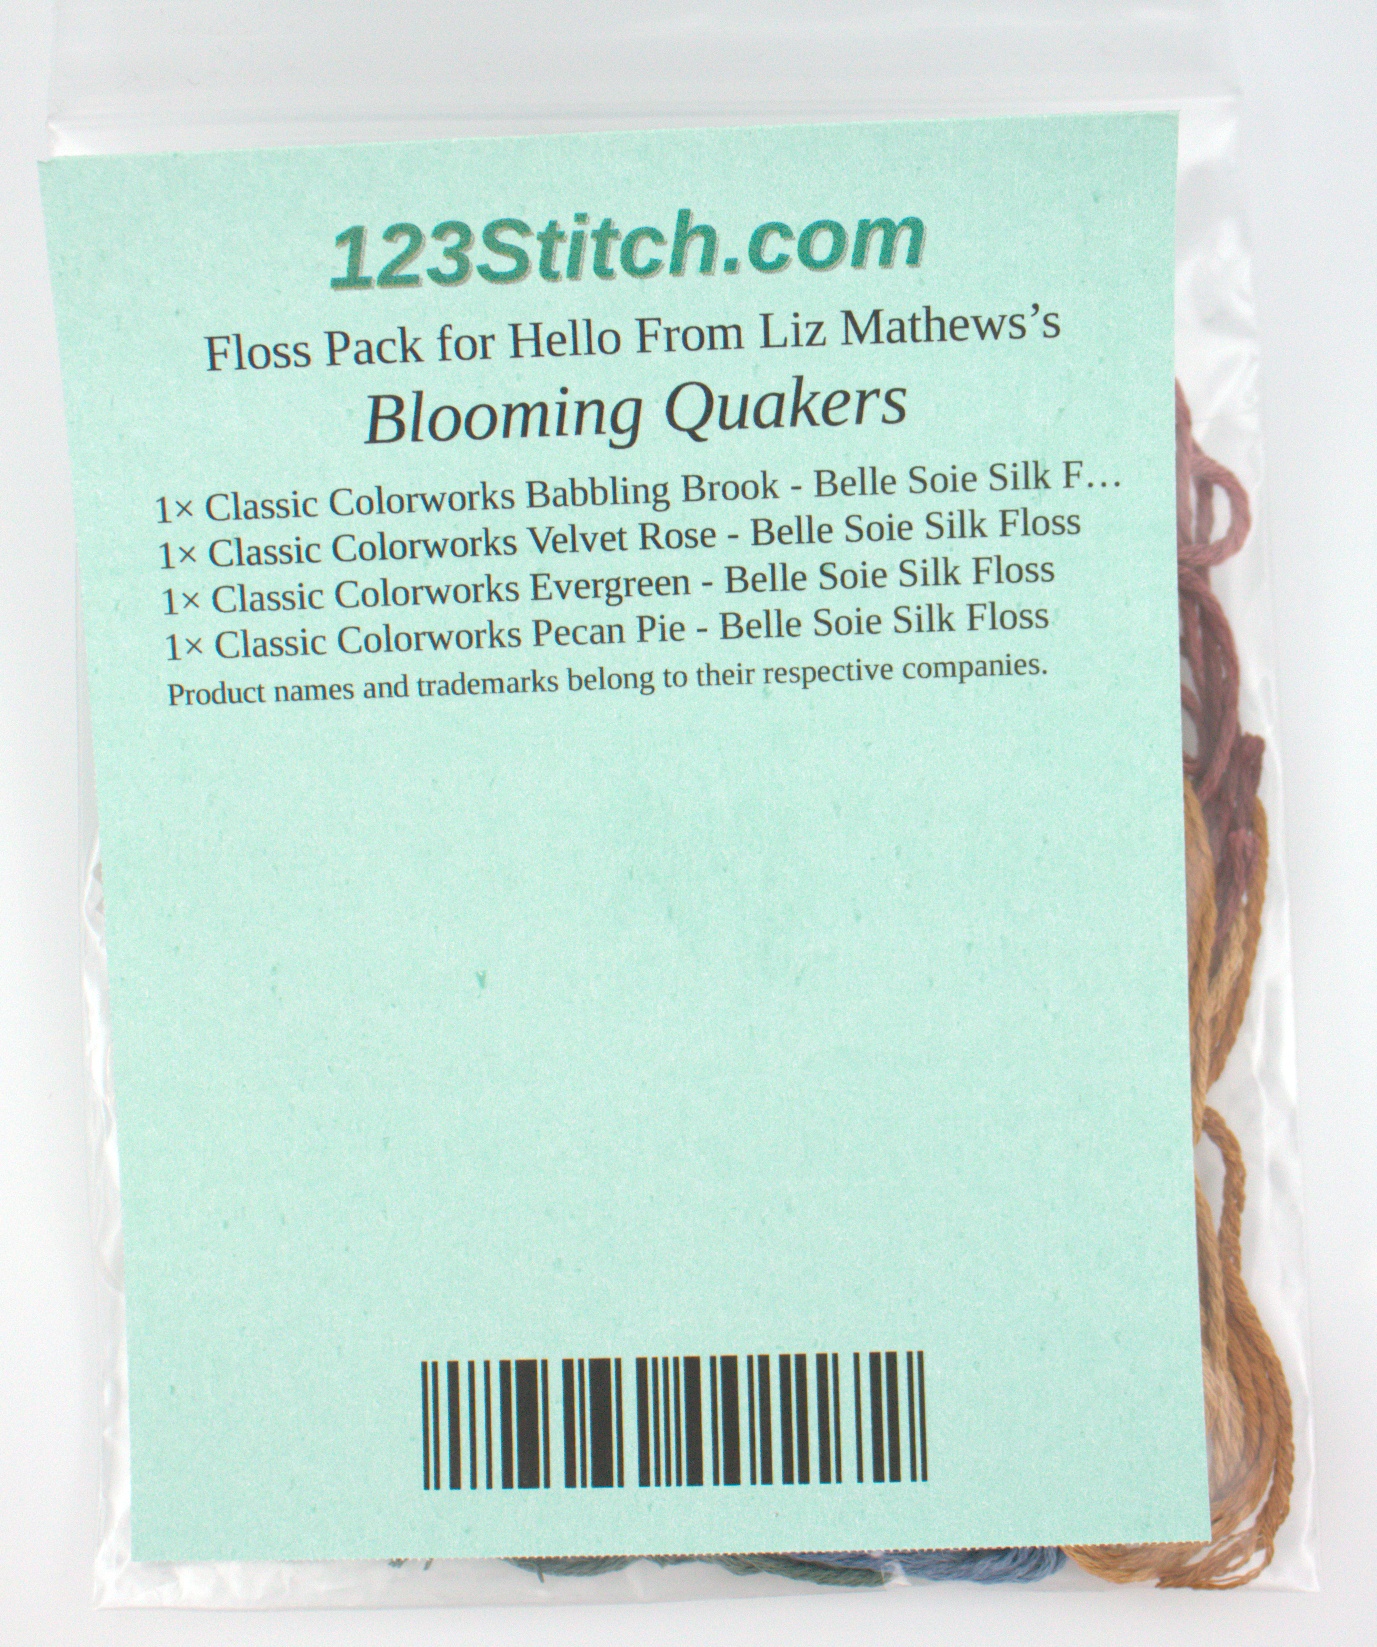 123Stitch.com
Floss Pack for Hello From Liz Mathews’s
Blooming Quakers
1× Classic Colorworks Babbling Brook - Belle Soie Silk F…
1× Classic Colorworks Velvet Rose - Belle Soie Silk Floss
1× Classic Colorworks Evergreen - Belle Soie Silk Floss
1× Classic Colorworks Pecan Pie - Belle Soie Silk Floss
Product names and trademarks belong to their respective companies.